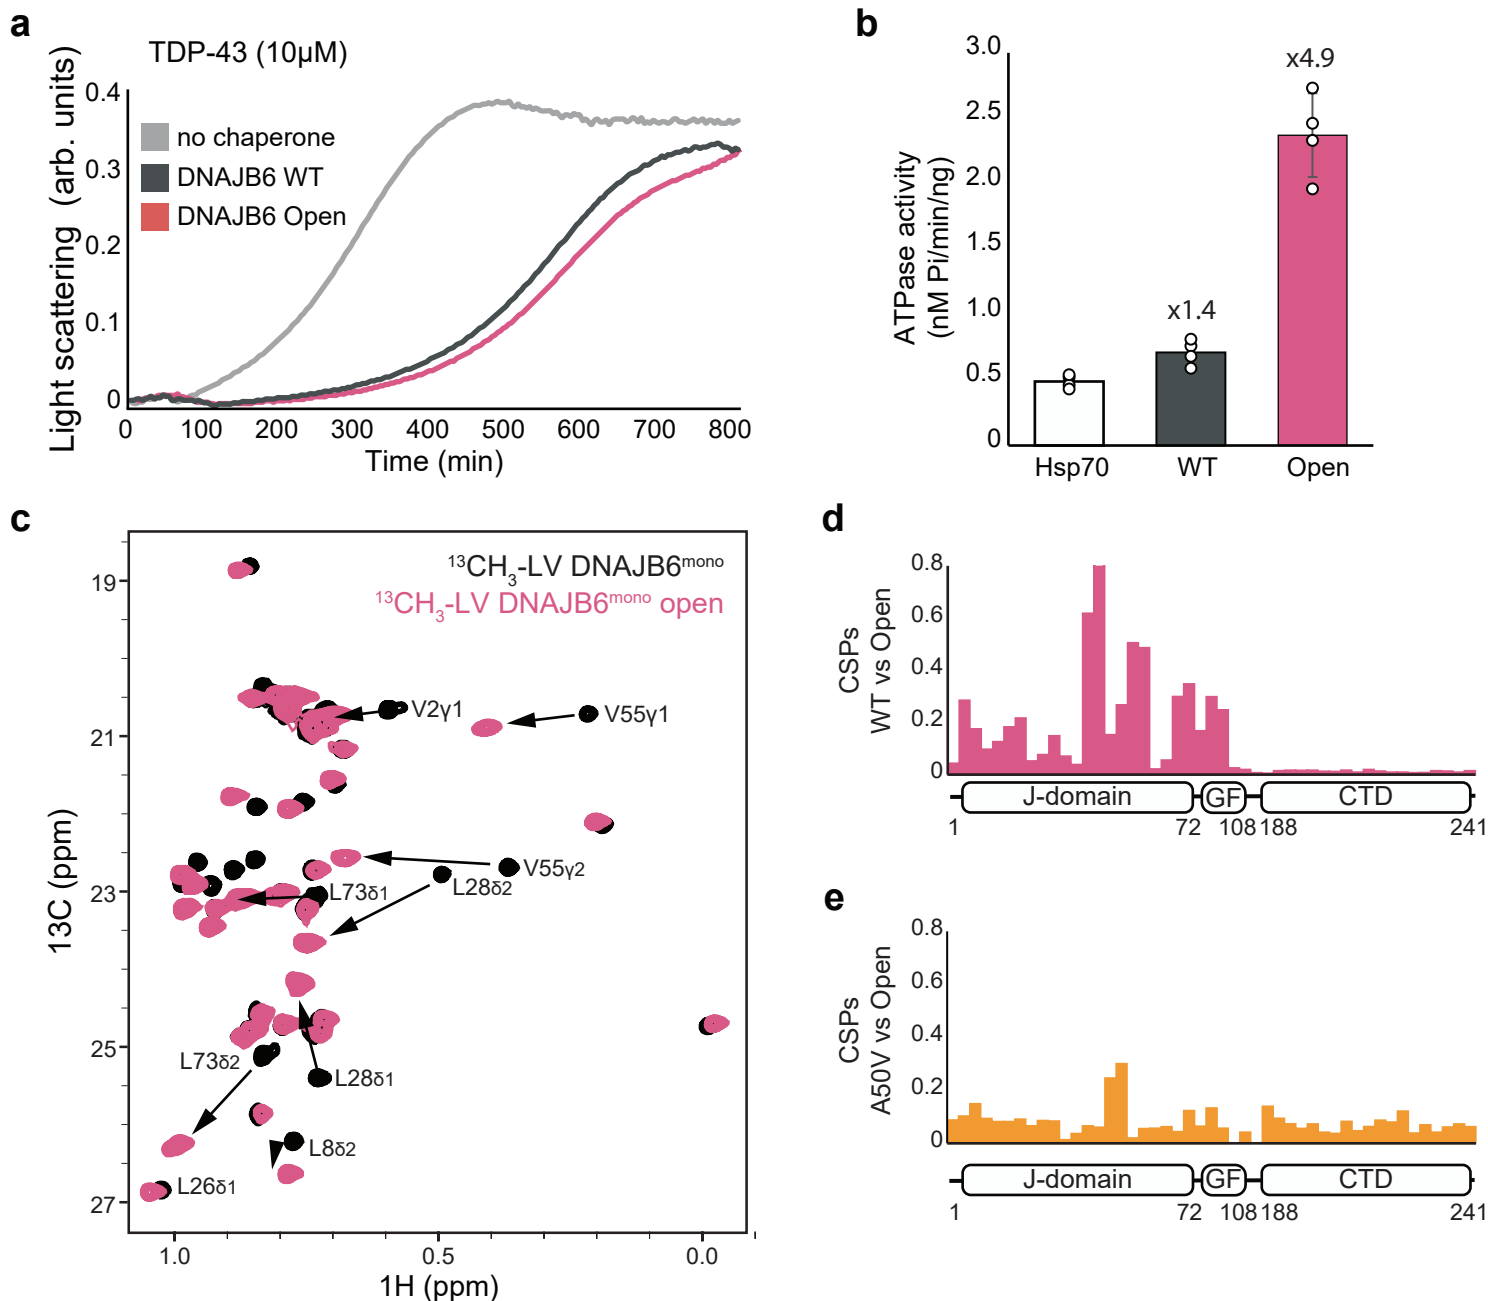 a
TDP-43 (10μM)
Light scattering (arb. units)
0.4
0.3
0.2
0.1
0
no chaperone
DNAJB6 WT
DNAJB6 Open
0 100 200 300 400 500 600 700 800
Time (min)
b
ATPase activity
(nM Pi/min/ng)
3.0
2.5
2.0
1.5
1.0
0.5
0
x1.4
x4.9
Hsp70 WT Open
c
13CH3-LV DNAJB6mono
13CH3-LV DNAJB6mono open
13C (ppm)
19
21
23
25
27
V2γ1
V55γ1
V55γ2
L28δ2
L73δ1
L73δ2
L28δ1
L8δ2
L26δ1
1.0 0.5 0.0
1H (ppm)
d
CSPs
WT vs Open
0.8
0.6
0.4
0.2
0
J-domain GF CTD
1 72 108 188 241
e
CSPs
A50V vs Open
0.8
0.6
0.4
0.2
0
J-domain GF CTD
1 72 108 188 241